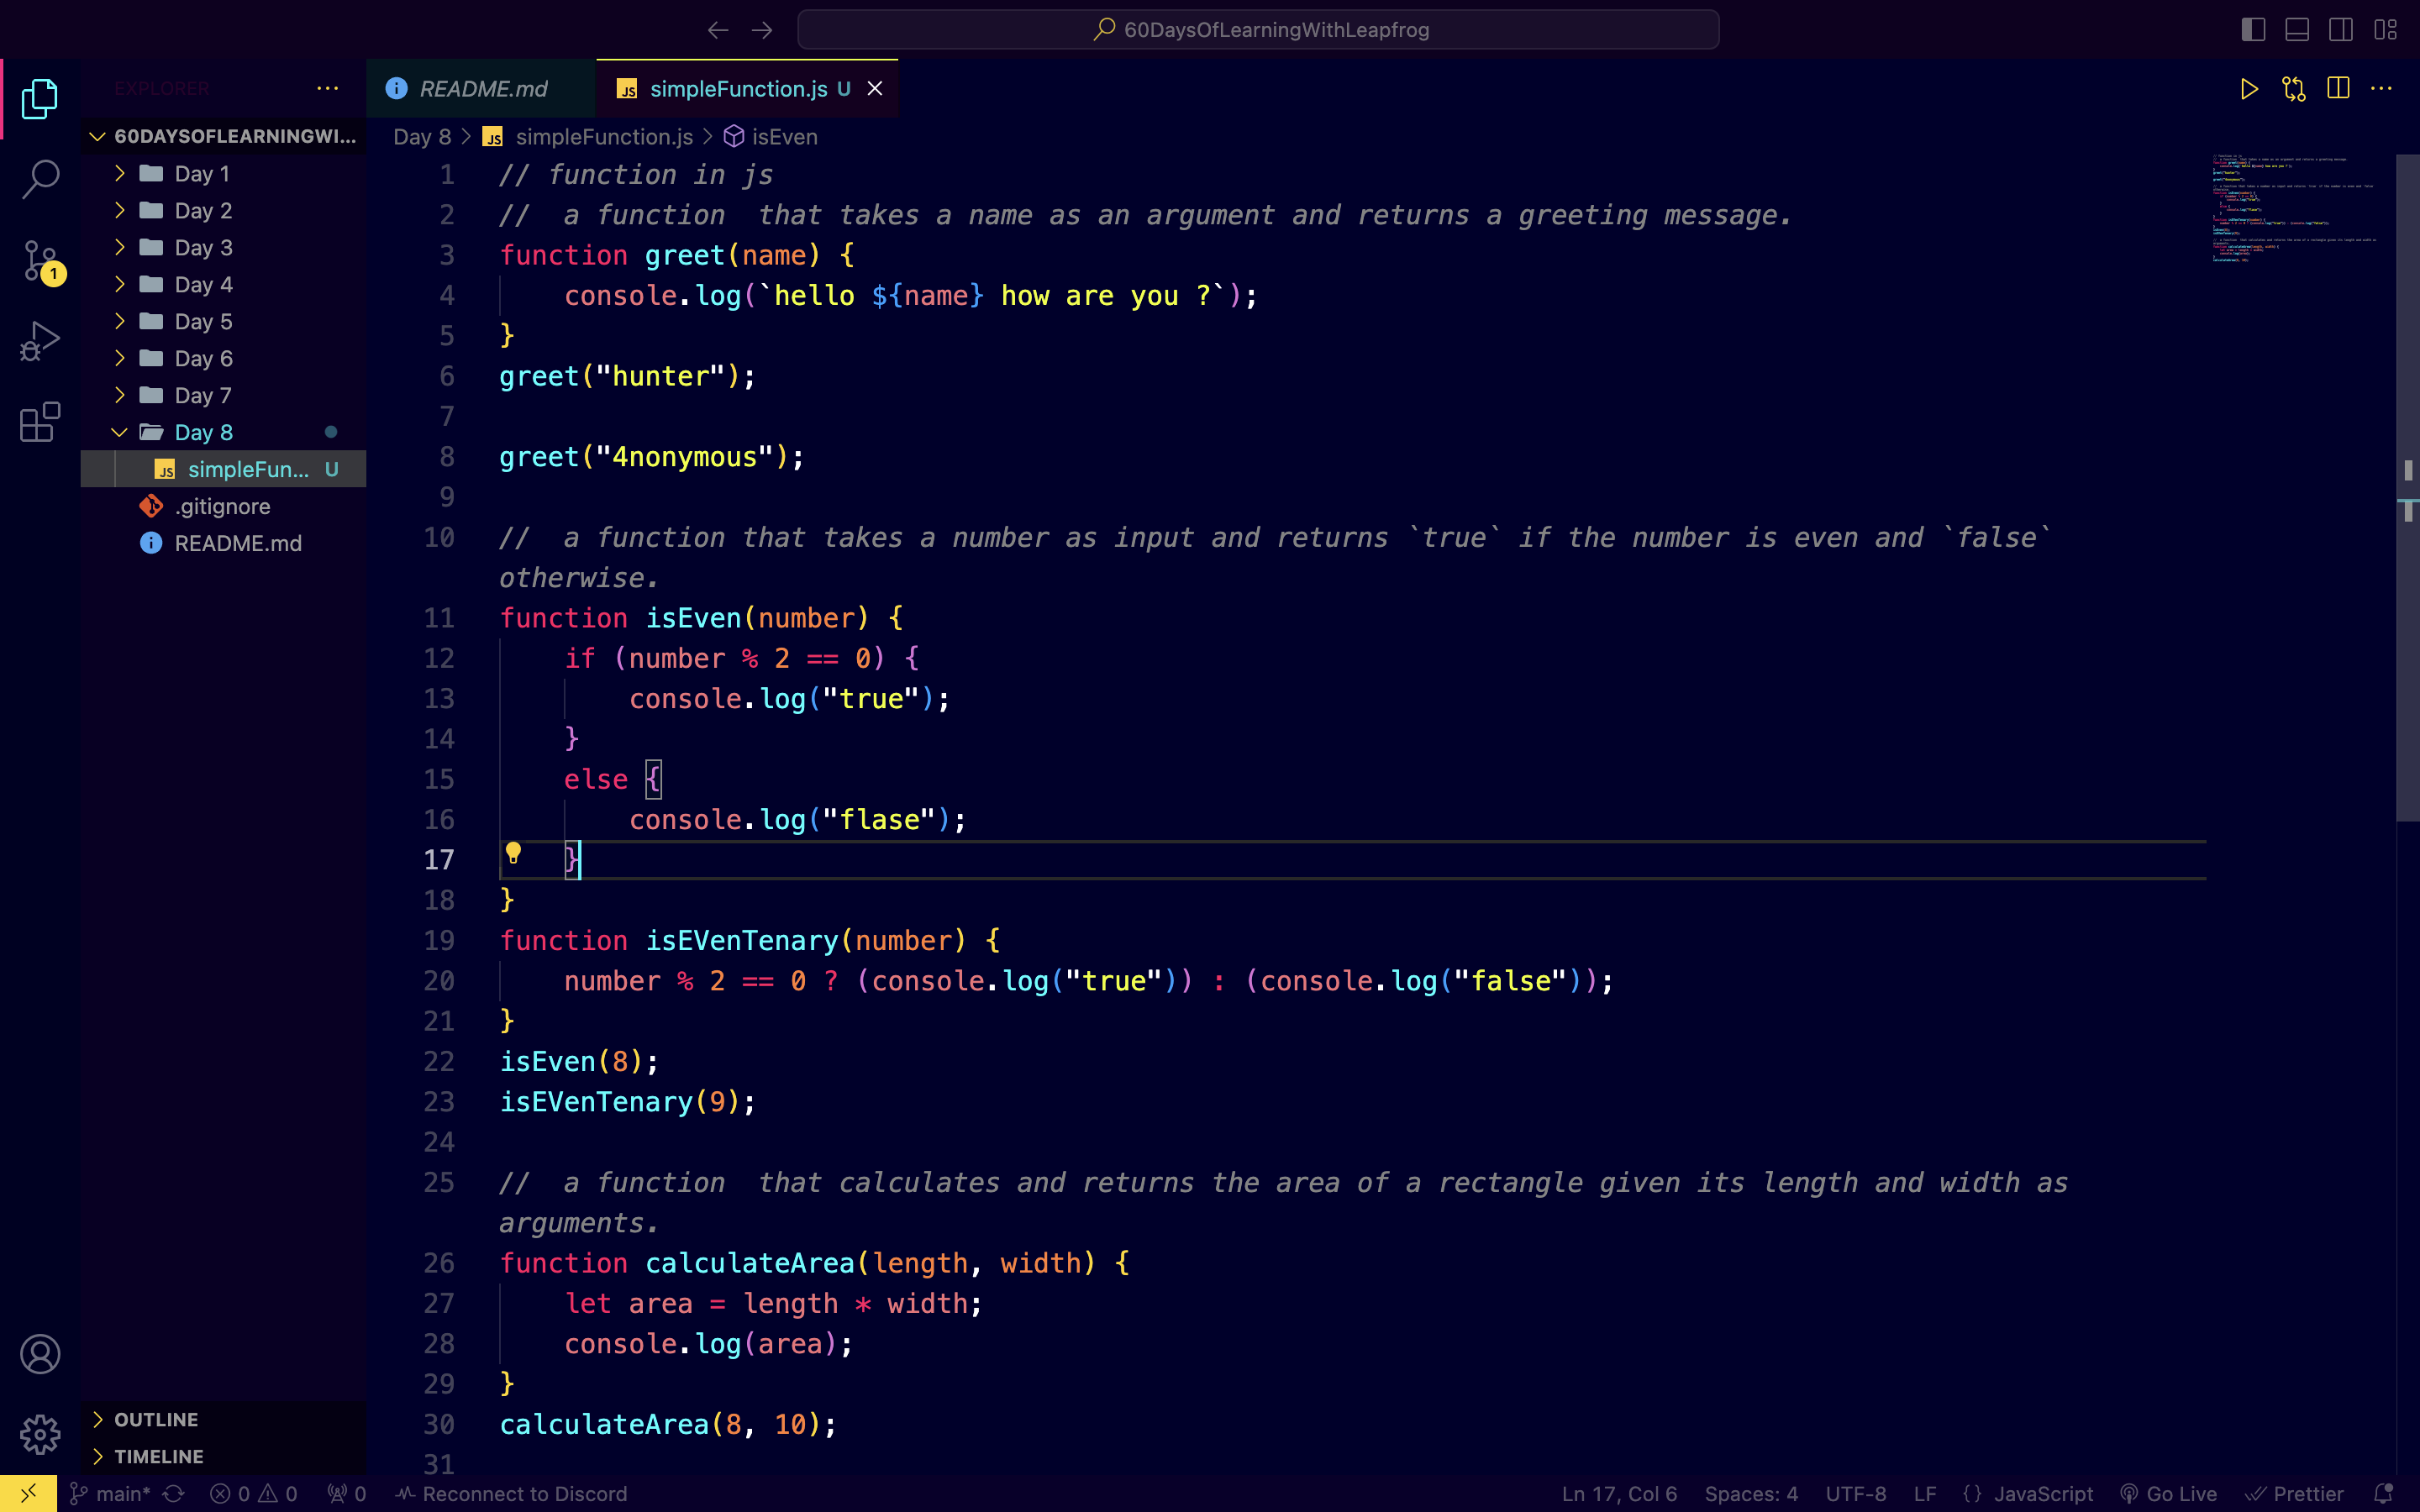 60DaysOfLearningWithLeapfrog
EXPLORER
README.md
simpleFunction.js U
60DAYSOFLEARNINGWI...
Day 8 > simpleFunction.js > isEven
Day 1
Day 2
Day 3
Day 4
Day 5
Day 6
Day 7
Day 8
simpleFun... U
.gitignore
README.md
OUTLINE
TIMELINE
1
1 // function in js
2 //  a function  that takes a name as an argument and returns a greeting message.
3 function greet(name) {
4     console.log(`hello ${name} how are you ?`);
5 }
6 greet("hunter");
7
8 greet("4nonymous");
9
10 //  a function that takes a number as input and returns `true` if the number is even and `false`
otherwise.
11 function isEven(number) {
12     if (number % 2 == 0) {
13         console.log("true");
14     }
15     else {
16         console.log("flase");
17     }
18 }
19 function isEVenTenary(number) {
20     number % 2 == 0 ? (console.log("true")) : (console.log("false"));
21 }
22 isEven(8);
23 isEVenTenary(9);
24
25 //  a function  that calculates and returns the area of a rectangle given its length and width as
arguments.
26 function calculateArea(length, width) {
27     let area = length * width;
28     console.log(area);
29 }
30 calculateArea(8, 10);
31
main* 0 0 0 Reconnect to Discord Ln 17, Col 6 Spaces: 4 UTF-8 LF {} JavaScript Go Live Prettier